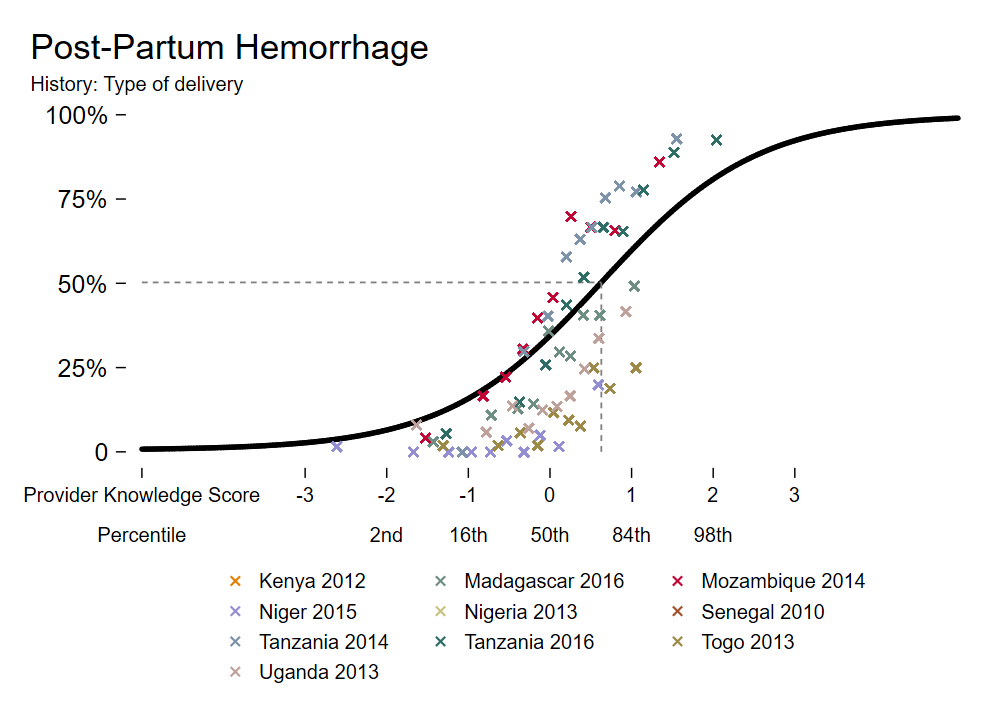 Post-Partum Hemorrhage
History: Type of delivery
100%
75%
50%
25%
0
Provider Knowledge Score -3 -2 -1 0 1 2 3
Percentile 2nd 16th 50th 84th 98th
Kenya 2012 Madagascar 2016 Mozambique 2014
Niger 2015 Nigeria 2013 Senegal 2010
Tanzania 2014 Tanzania 2016 Togo 2013
Uganda 2013